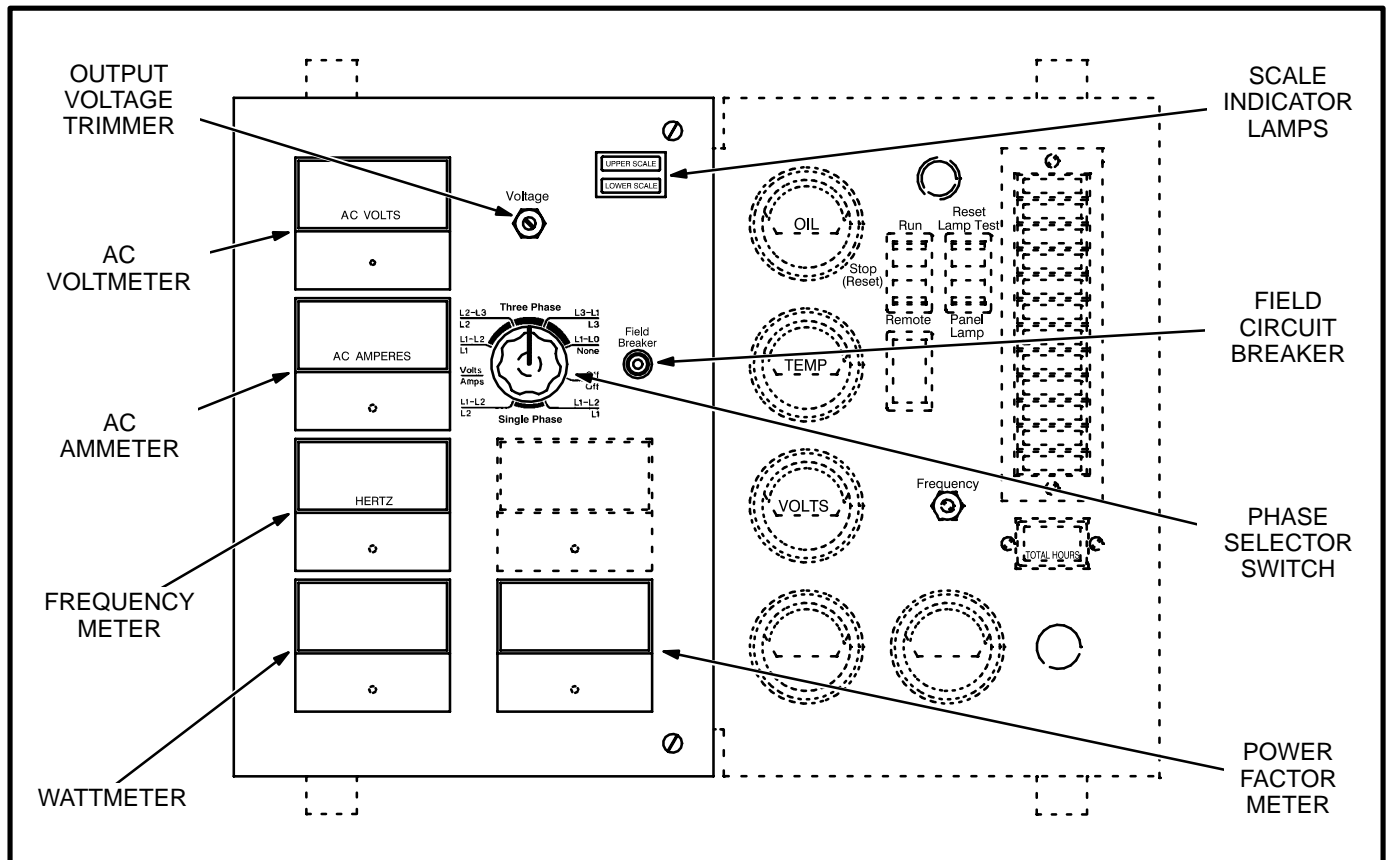 OUTPUT
VOLTAGE
TRIMMER
AC
VOLTMETER
AC
AMMETER
FREQUENCY
METER
WATTMETER
AC VOLTS
AC AMPERES
HERTZ
Voltage
UPPER SCALE
LOWER SCALE
Three Phase
L2-L3
L2
L3-L1
L3
L1-L2
L1
L1-L0
None
Volts
Amps
Off
L1-L2
L2
L1-L2
L1
Single Phase
Field
Breaker
OIL
TEMP
VOLTS
Run
Reset
Lamp Test
Stop
(Reset)
Remote
Panel
Lamp
Frequency
TOTAL HOURS
SCALE
INDICATOR
LAMPS
FIELD
CIRCUIT
BREAKER
PHASE
SELECTOR
SWITCH
POWER
FACTOR
METER